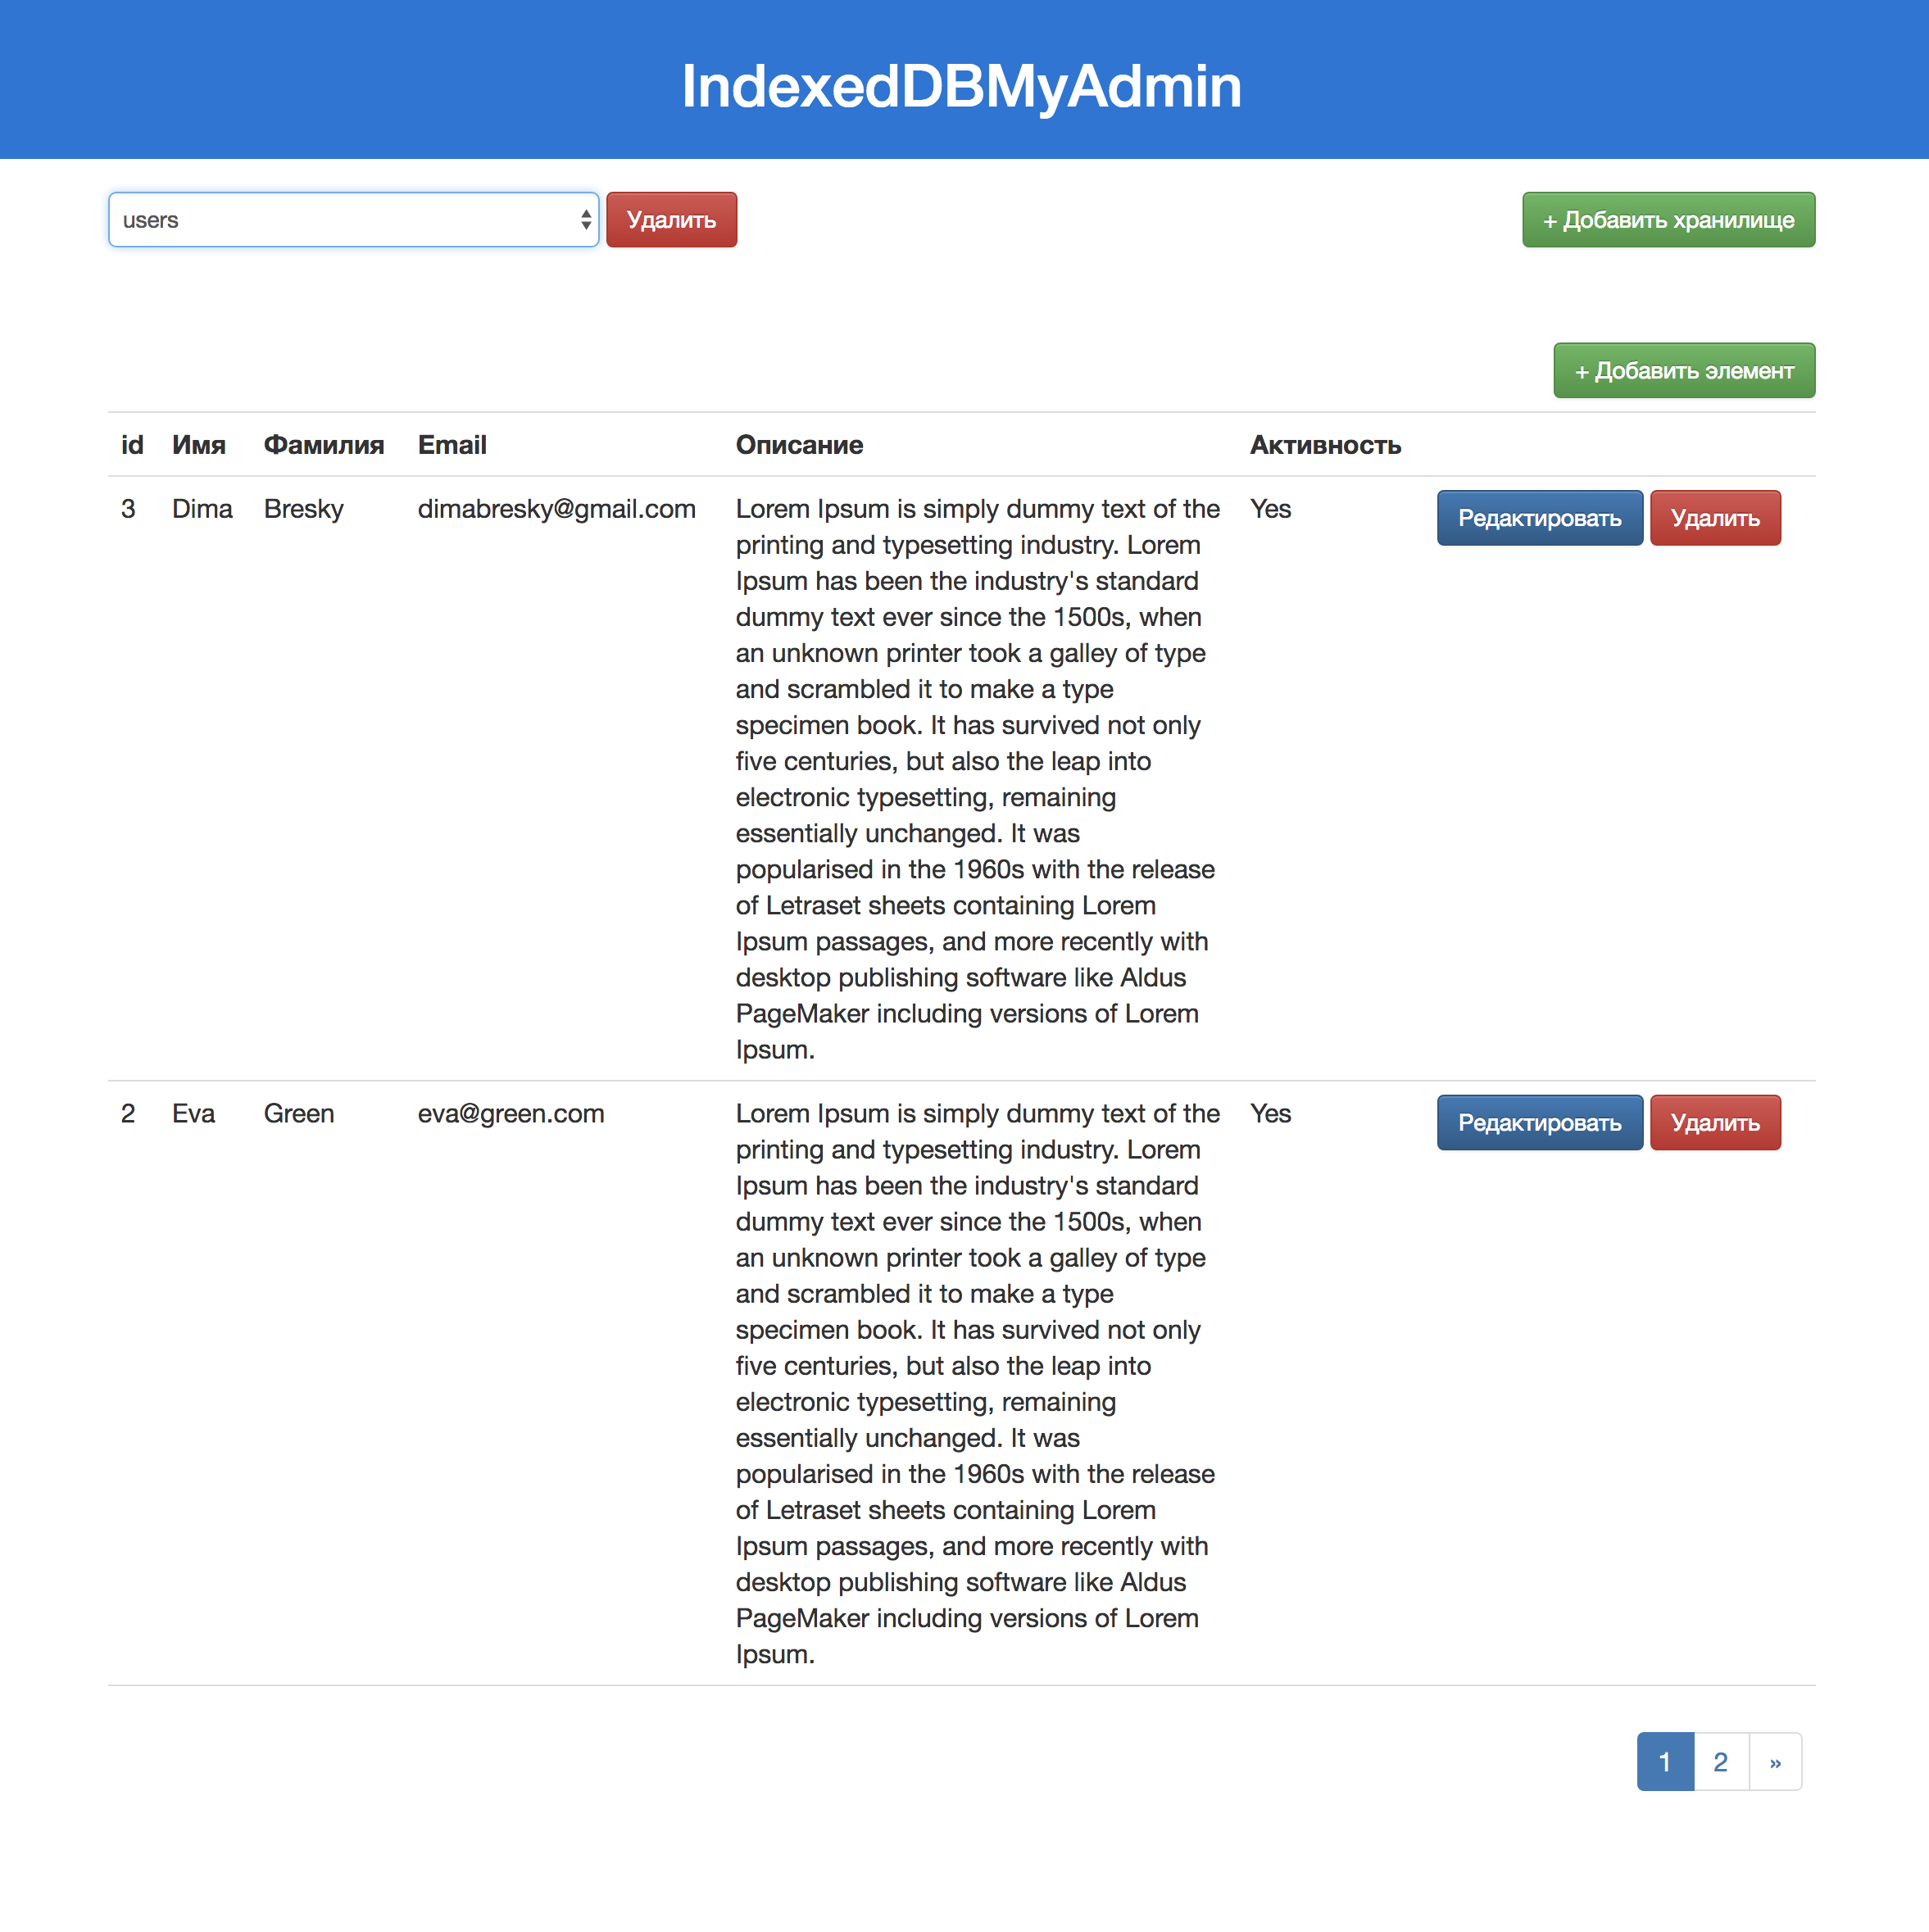 IndexedDBMyAdmin
users Удалить + Добавить хранилище
+ Добавить элемент
id Имя Фамилия Email Описание Активность
3 Dima Bresky dimabresky@gmail.com Lorem Ipsum is simply dummy text of the Yes Редактировать Удалить
printing and typesetting industry. Lorem
Ipsum has been the industry's standard
dummy text ever since the 1500s, when
an unknown printer took a galley of type
and scrambled it to make a type
specimen book. It has survived not only
five centuries, but also the leap into
electronic typesetting, remaining
essentially unchanged. It was
popularised in the 1960s with the release
of Letraset sheets containing Lorem
Ipsum passages, and more recently with
desktop publishing software like Aldus
PageMaker including versions of Lorem
Ipsum.
2 Eva Green eva@green.com Lorem Ipsum is simply dummy text of the Yes Редактировать Удалить
printing and typesetting industry. Lorem
Ipsum has been the industry's standard
dummy text ever since the 1500s, when
an unknown printer took a galley of type
and scrambled it to make a type
specimen book. It has survived not only
five centuries, but also the leap into
electronic typesetting, remaining
essentially unchanged. It was
popularised in the 1960s with the release
of Letraset sheets containing Lorem
Ipsum passages, and more recently with
desktop publishing software like Aldus
PageMaker including versions of Lorem
Ipsum.
1 2 »